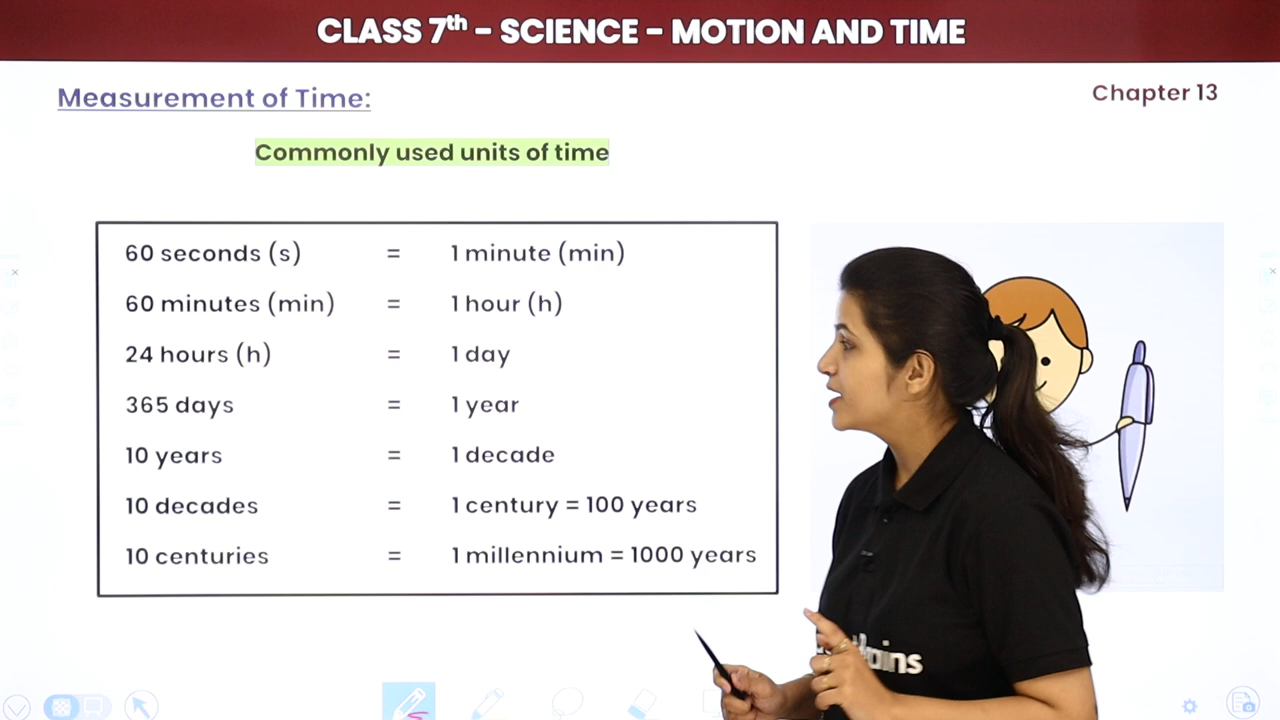 CLASS 7th - SCIENCE - MOTION AND TIME
Measurement of Time:
Chapter 13
Commonly used units of time
60 seconds (s) = 1 minute (min)
60 minutes (min) = 1 hour (h)
24 hours (h) = 1 day
365 days = 1 year
10 years = 1 decade
10 decades = 1 century = 100 years
10 centuries = 1 millennium = 1000 years